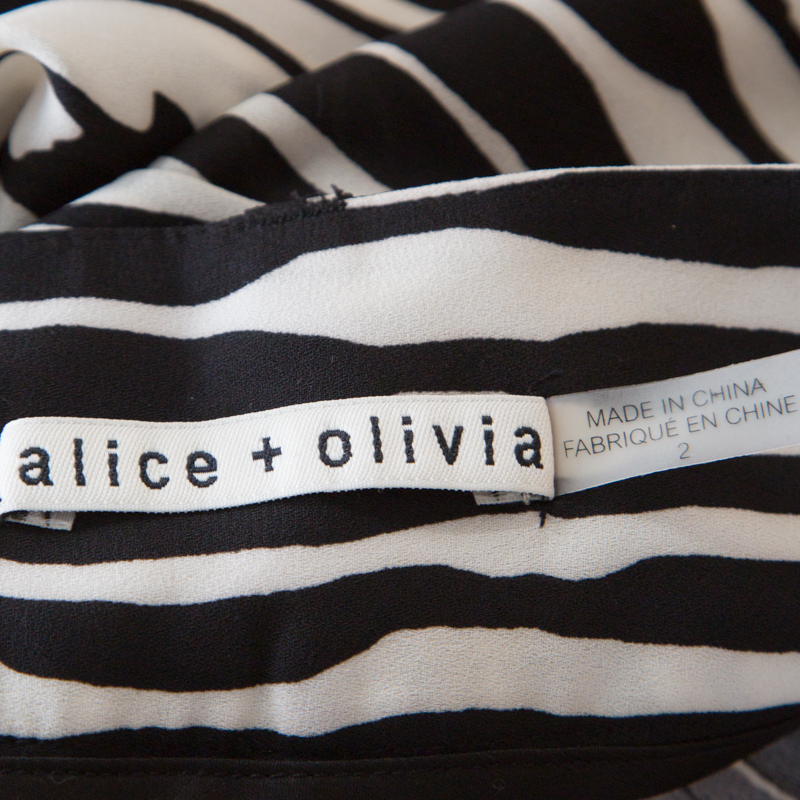 alice + olivia
MADE IN CHINA
FABRIQUÉ EN CHINE
2